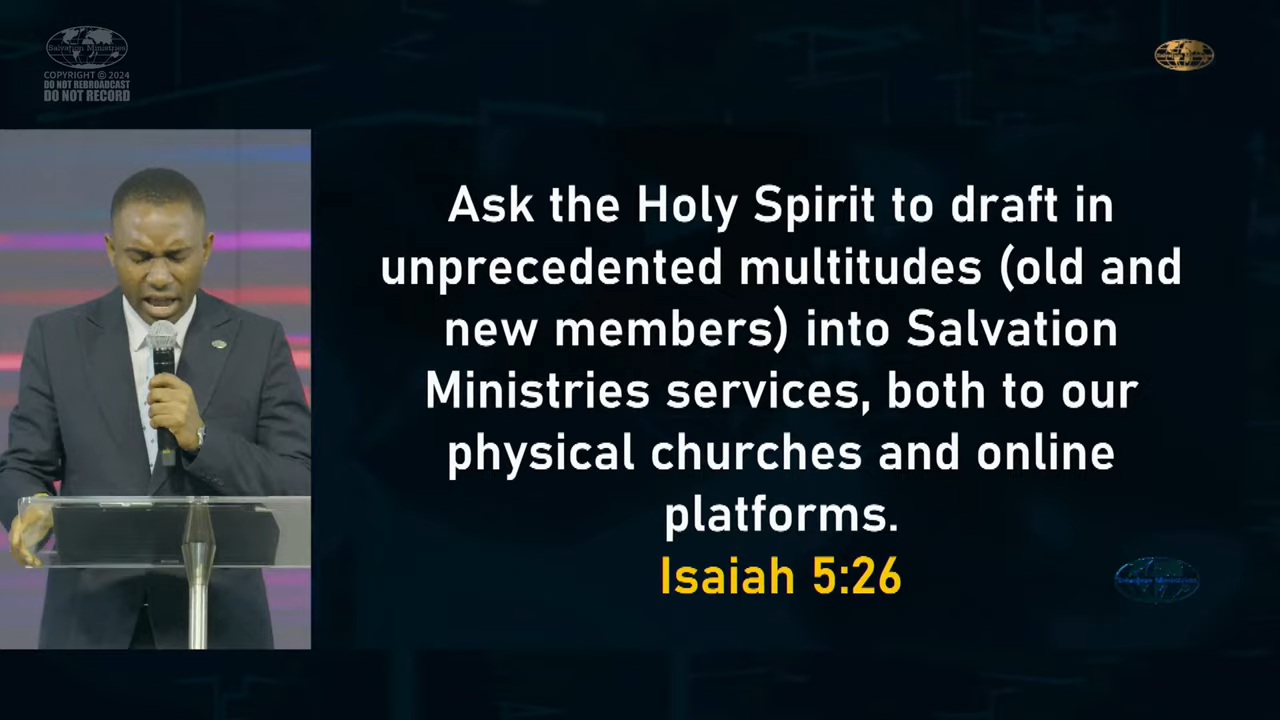 Salvation Ministries
COPYRIGHT © 2024
DO NOT REBROADCAST
DO NOT RECORD
Ask the Holy Spirit to draft in
unprecedented multitudes (old and
new members) into Salvation
Ministries services, both to our
physical churches and online
platforms.
Isaiah 5:26
Salvation Ministries